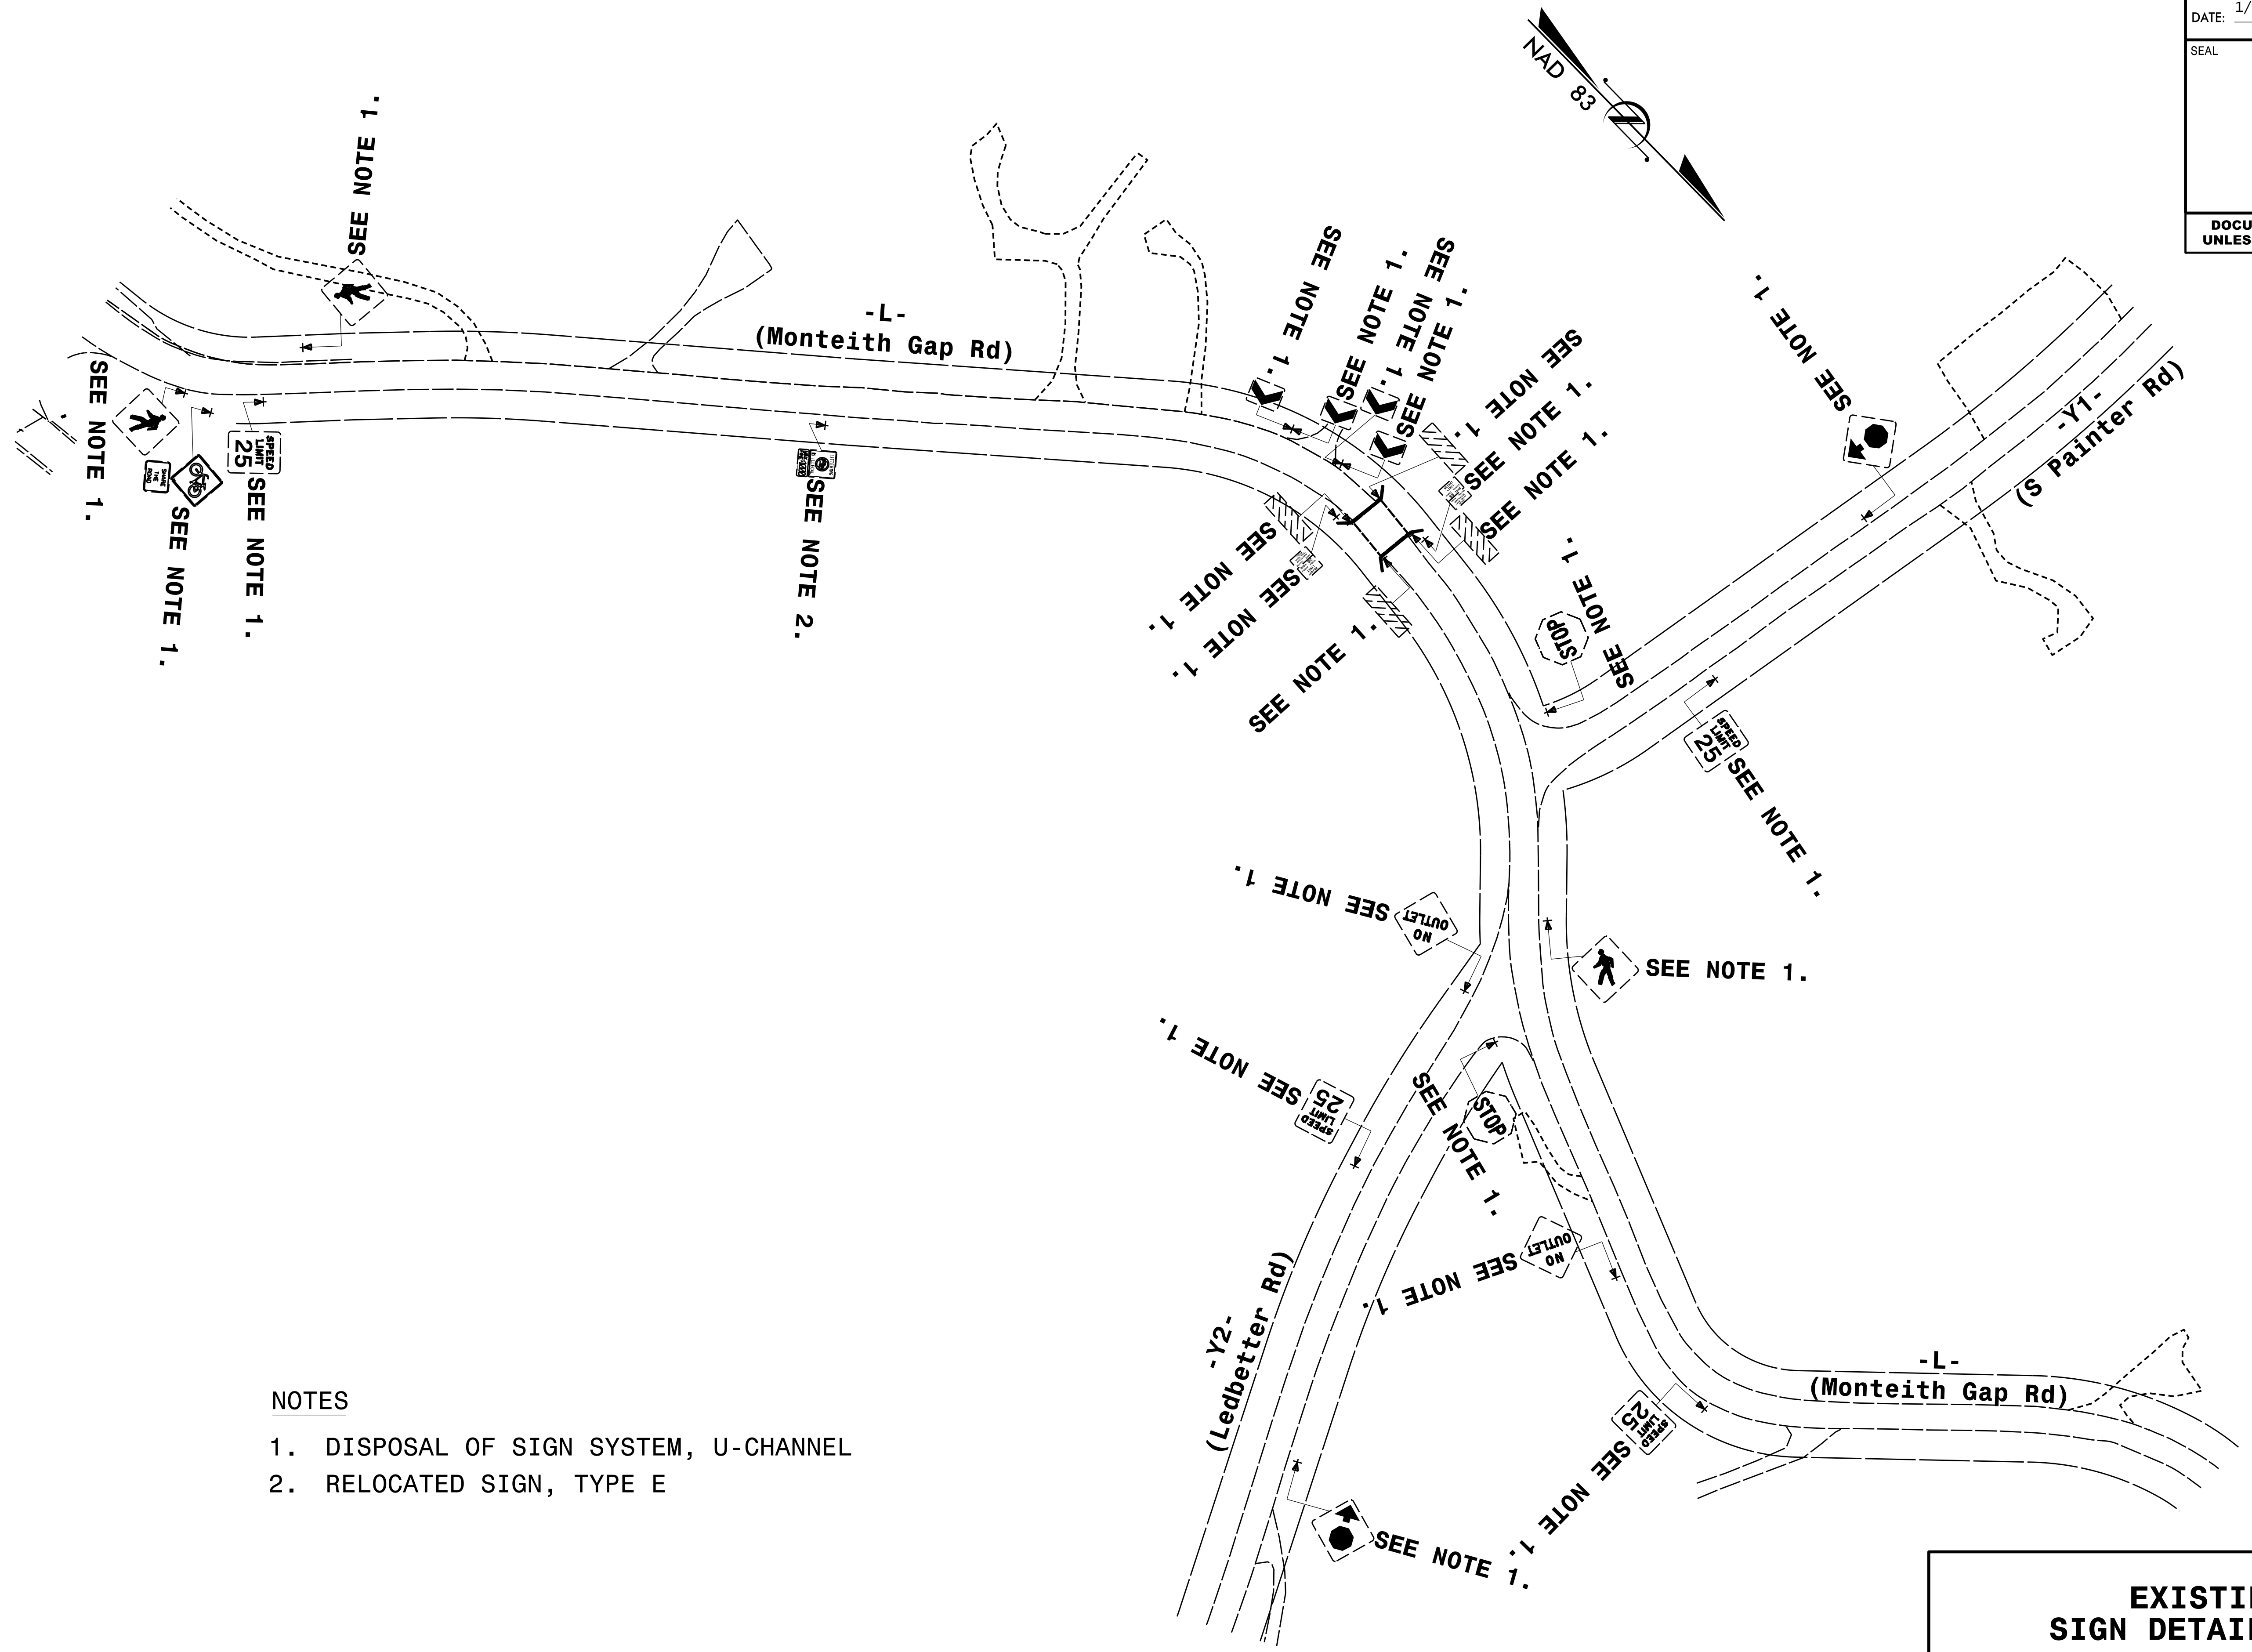 DATE: 1/
SEAL
DOCU
UNLES
NAD 83
SEE NOTE 1.
-L-
(Monteith Gap Rd)
SEE NOTE 1.
SEE NOTE 1.
SEE NOTE 1.
SEE NOTE 1.
SEE NOTE 1.
SEE NOTE 1.
SEE NOTE 1.
SEE NOTE 1.
-Y1-
(S Painter Rd)
SEE NOTE 1.
SHARE
THE
ROAD
SEE NOTE 1.
SPEED
LIMIT
25
SEE NOTE 1.
SEE NOTE 2.
SEE NOTE 1.
SEE NOTE 1.
SEE NOTE 1.
STOP
SEE NOTE 1.
SPEED
LIMIT
25
SEE NOTE 1.
NO
OUTLET
SEE NOTE 1.
SEE NOTE 1.
SPEED
LIMIT
25
SEE NOTE 1.
STOP
SEE NOTE 1.
NO
OUTLET
SEE NOTE 1.
-Y2-
(Ledbetter Rd)
-L-
(Monteith Gap Rd)
SPEED
LIMIT
25
SEE NOTE 1.
SEE NOTE 1.
NOTES
1. DISPOSAL OF SIGN SYSTEM, U-CHANNEL
2. RELOCATED SIGN, TYPE E
EXISTI
SIGN DETAI